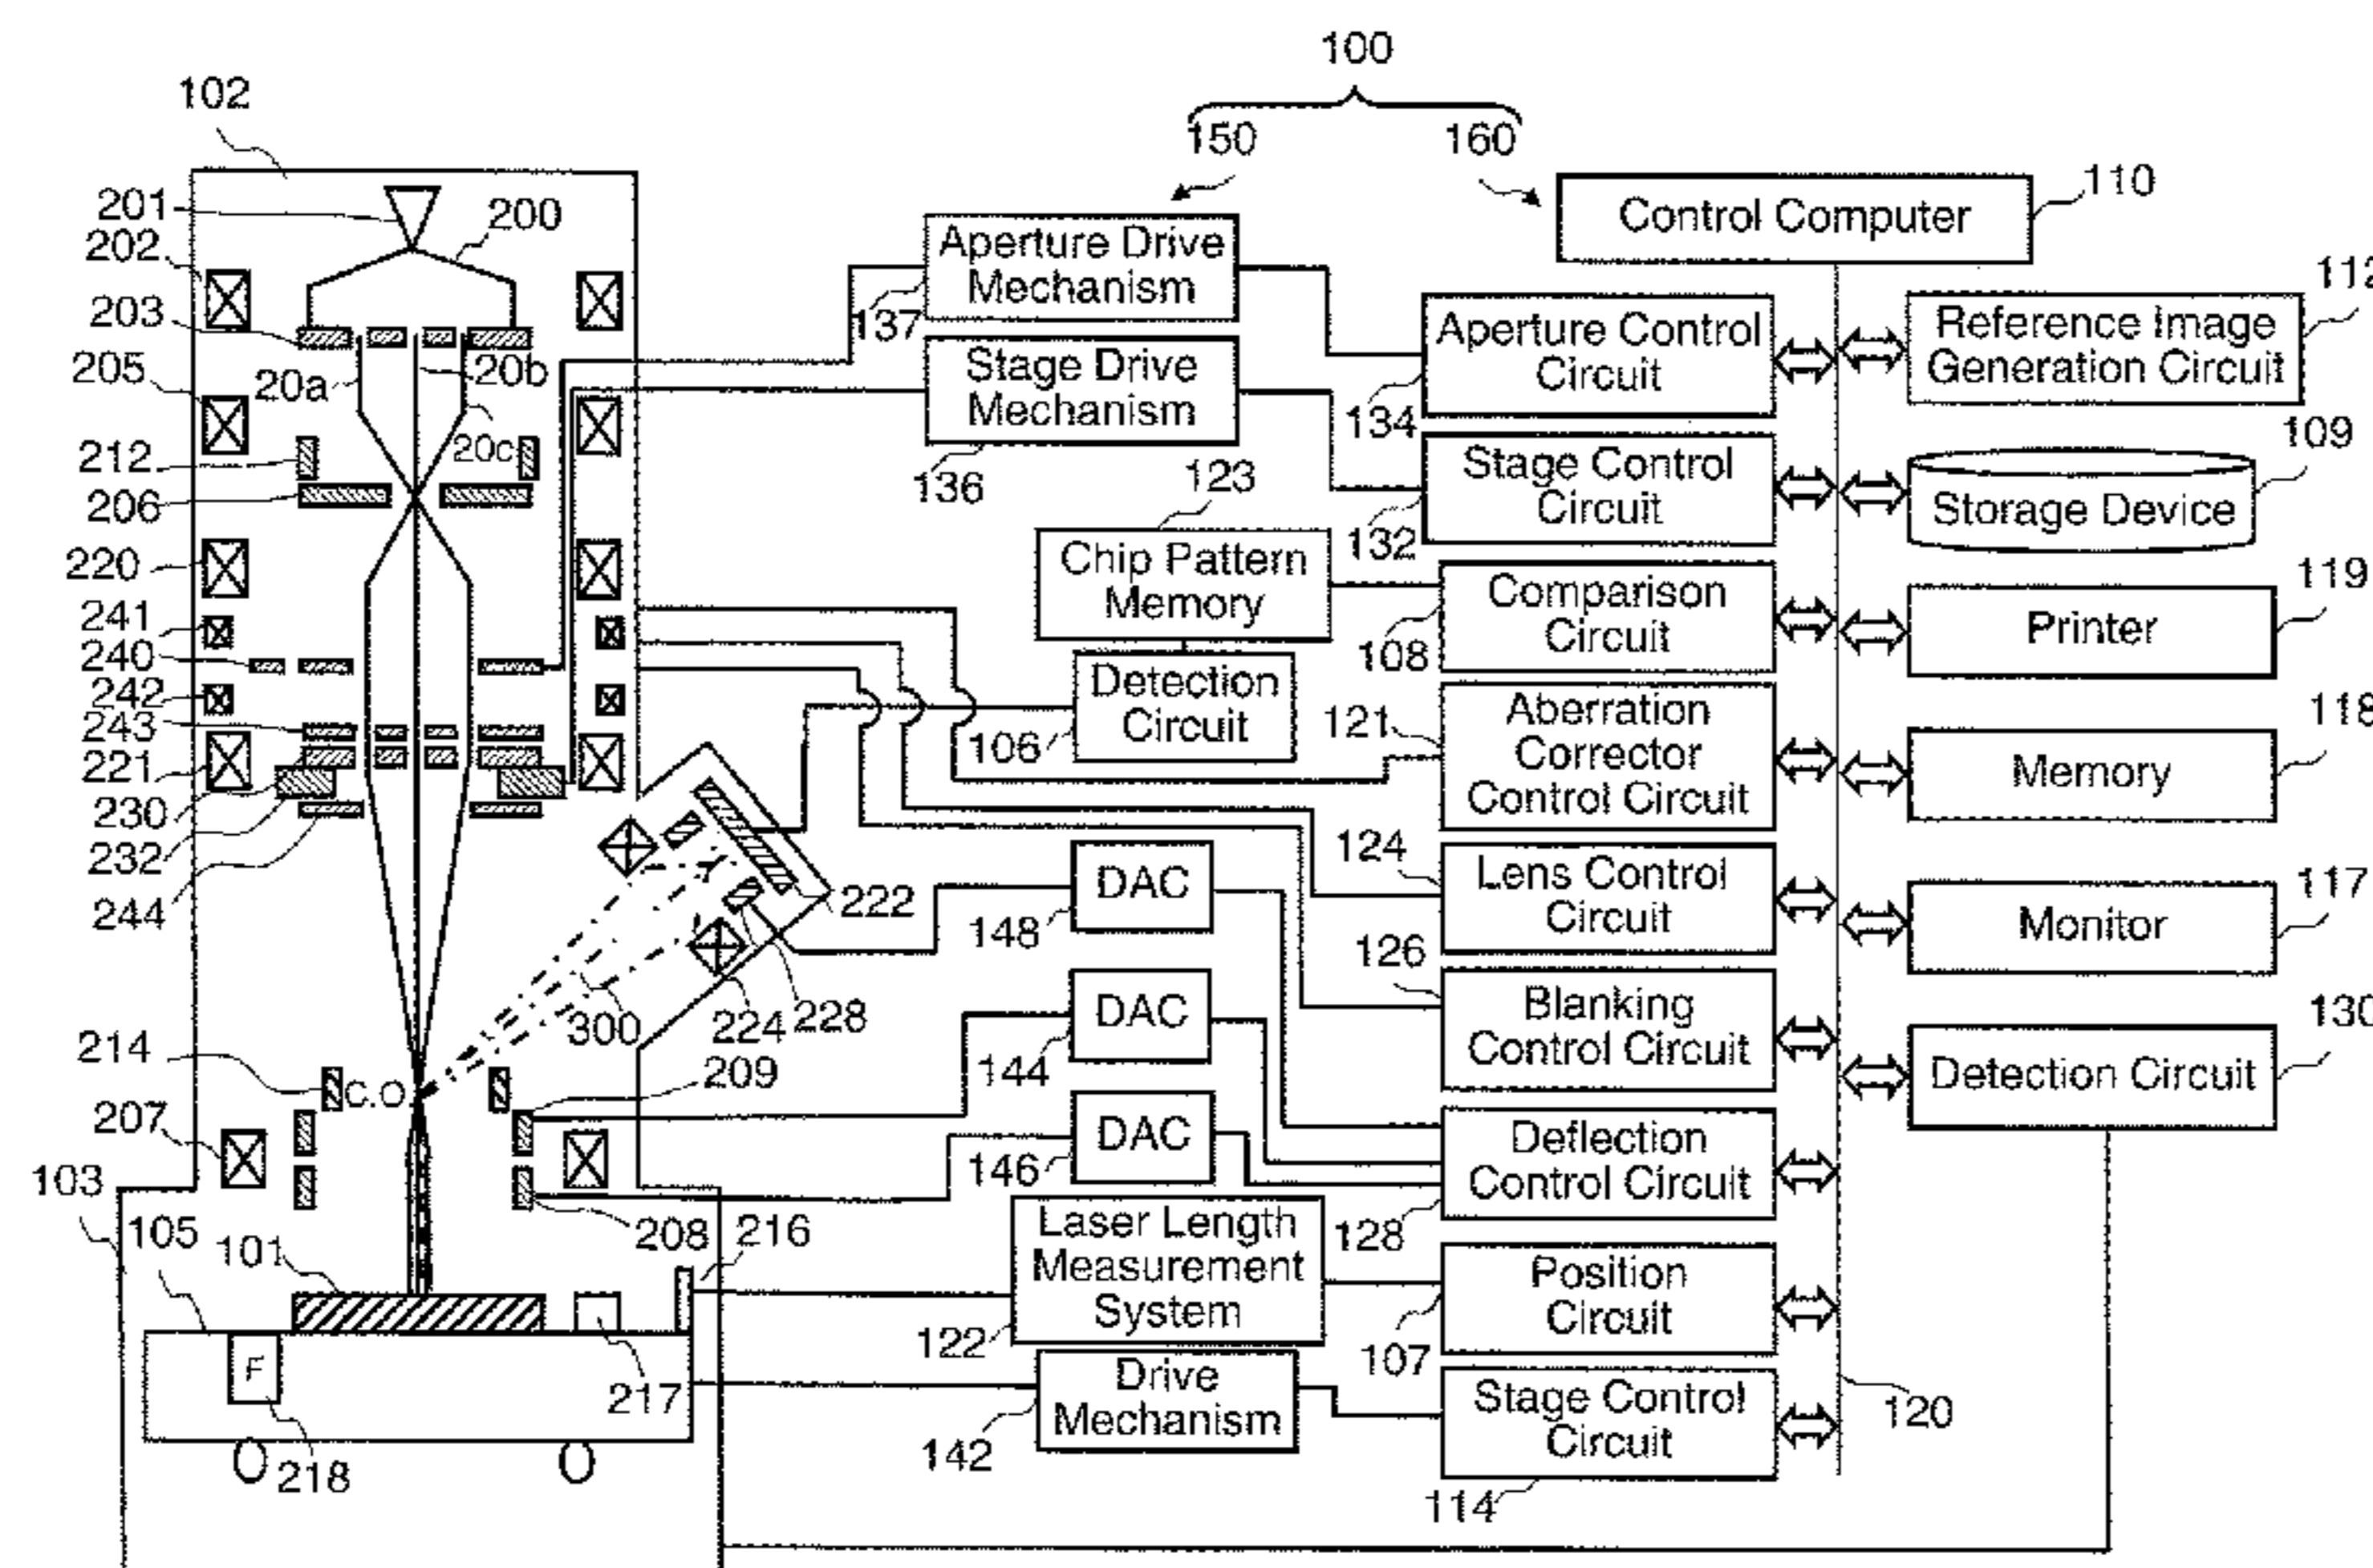 100
150
160
102
201
200
202
203
205
20a
20b
20c
212
206
220
241
240
242
243
221
230
232
244
222
224
228
300
214
C.O.
209
207
103
105
101
208
216
F
217
218
Aperture Drive
Mechanism
137
Stage Drive
Mechanism
136
123
Chip Pattern
Memory
Detection
Circuit
106
DAC
148
DAC
144
DAC
146
Laser Length
Measurement
System
122
Drive
Mechanism
142
Control Computer
110
Aperture Control
Circuit
134
Stage Control
Circuit
132
Comparison
Circuit
108
Aberration
Corrector
Control Circuit
121
Lens Control
Circuit
124
Blanking
Control Circuit
126
Deflection
Control Circuit
128
Position
Circuit
107
Stage Control
Circuit
114
120
Reference Image
Generation Circuit
112
Storage Device
109
Printer
119
Memory
118
Monitor
117
Detection Circuit
130